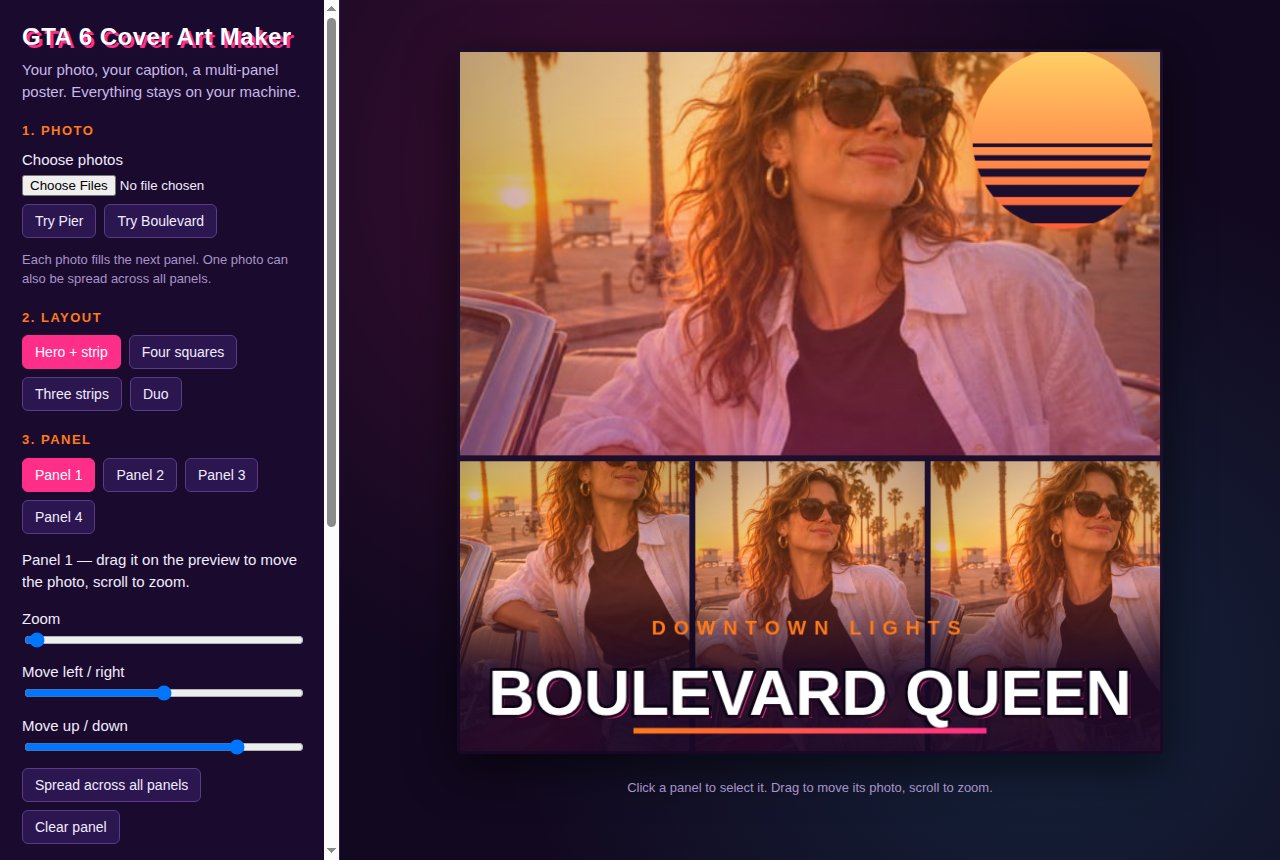 GTA 6 Cover Art Maker
Your photo, your caption, a multi-panel
poster. Everything stays on your machine.
1. PHOTO
Choose photos
Choose Files No file chosen
Try Pier Try Boulevard
Each photo fills the next panel. One photo can
also be spread across all panels.
2. LAYOUT
Hero + strip Four squares
Three strips Duo
3. PANEL
Panel 1 Panel 2 Panel 3
Panel 4
Panel 1 — drag it on the preview to move
the photo, scroll to zoom.
Zoom
Move left / right
Move up / down
Spread across all panels
Clear panel
DOWNTOWN LIGHTS
BOULEVARD QUEEN
Click a panel to select it. Drag to move its photo, scroll to zoom.